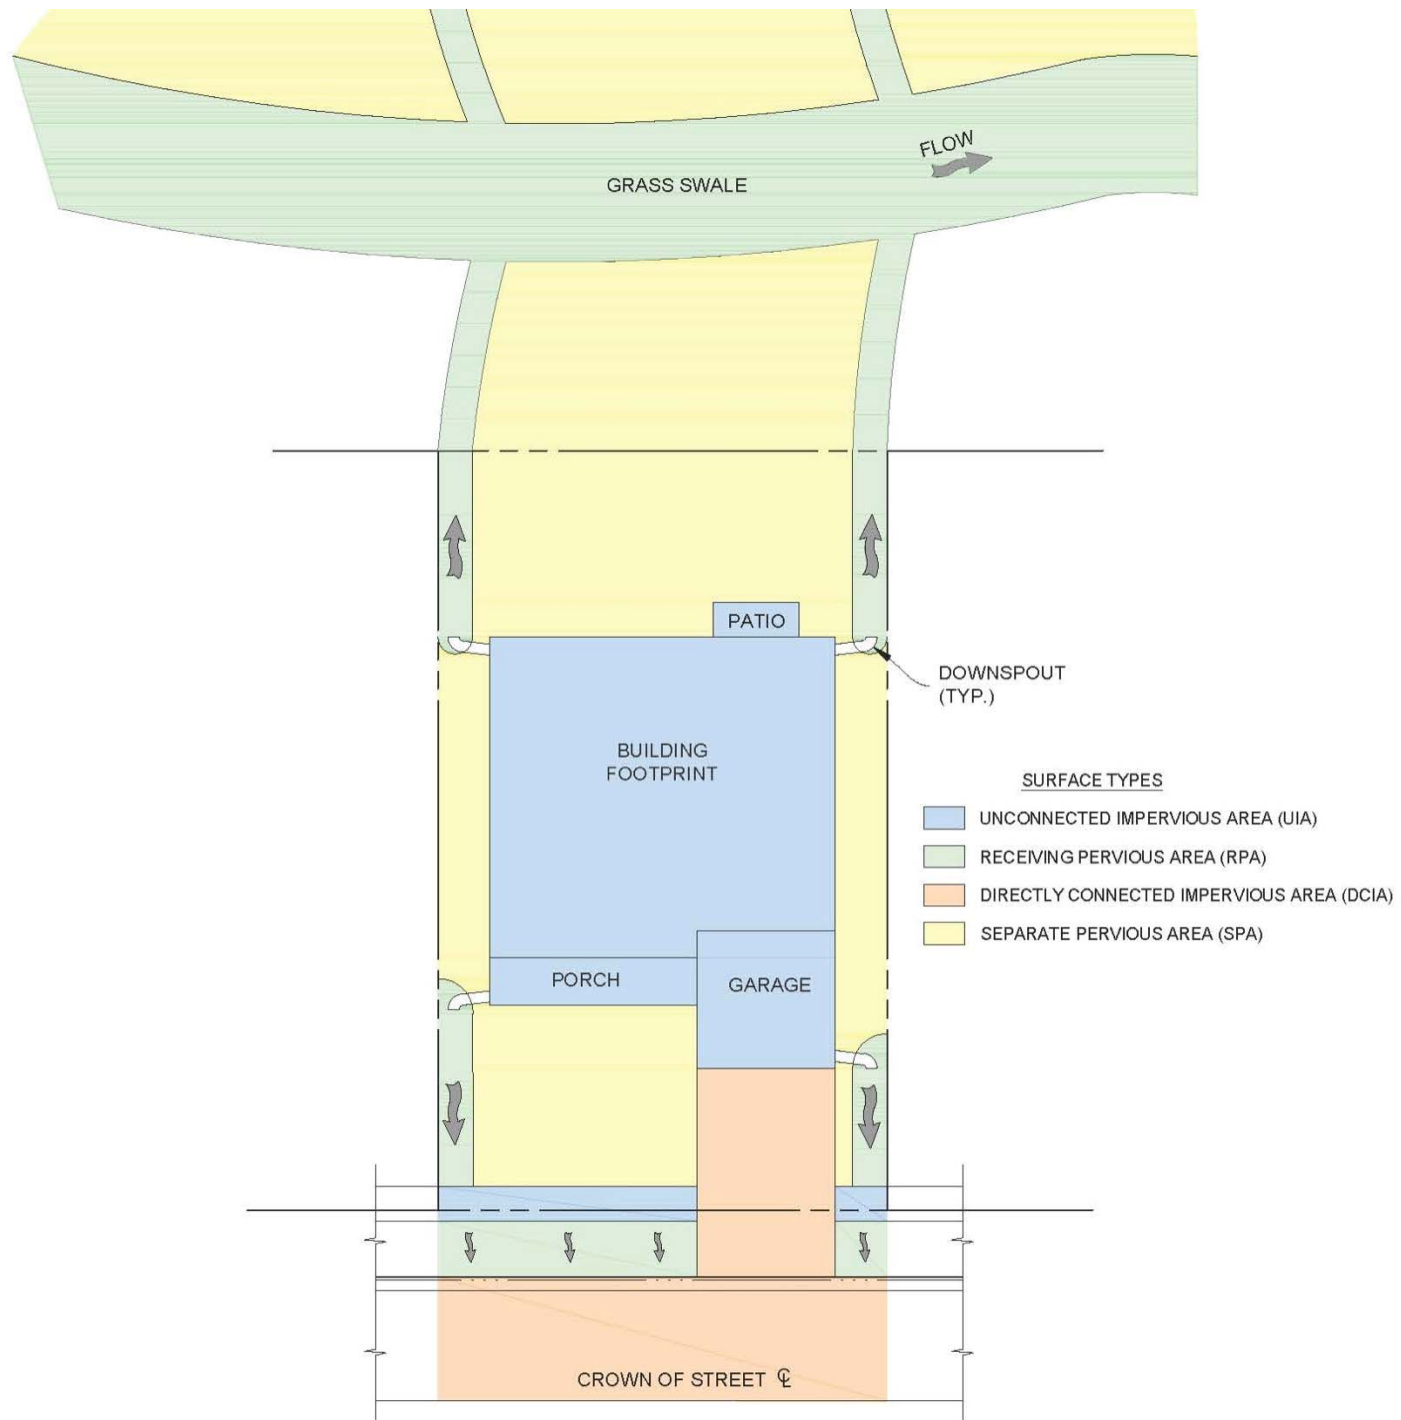 FLOW
GRASS SWALE
PATIO
DOWNSPOUT
(TYP.)
BUILDING
FOOTPRINT
SURFACE TYPES
UNCONNECTED IMPERVIOUS AREA (UIA)
RECEIVING PERVIOUS AREA (RPA)
DIRECTLY CONNECTED IMPERVIOUS AREA (DCIA)
SEPARATE PERVIOUS AREA (SPA)
PORCH
GARAGE
CROWN OF STREET ℄